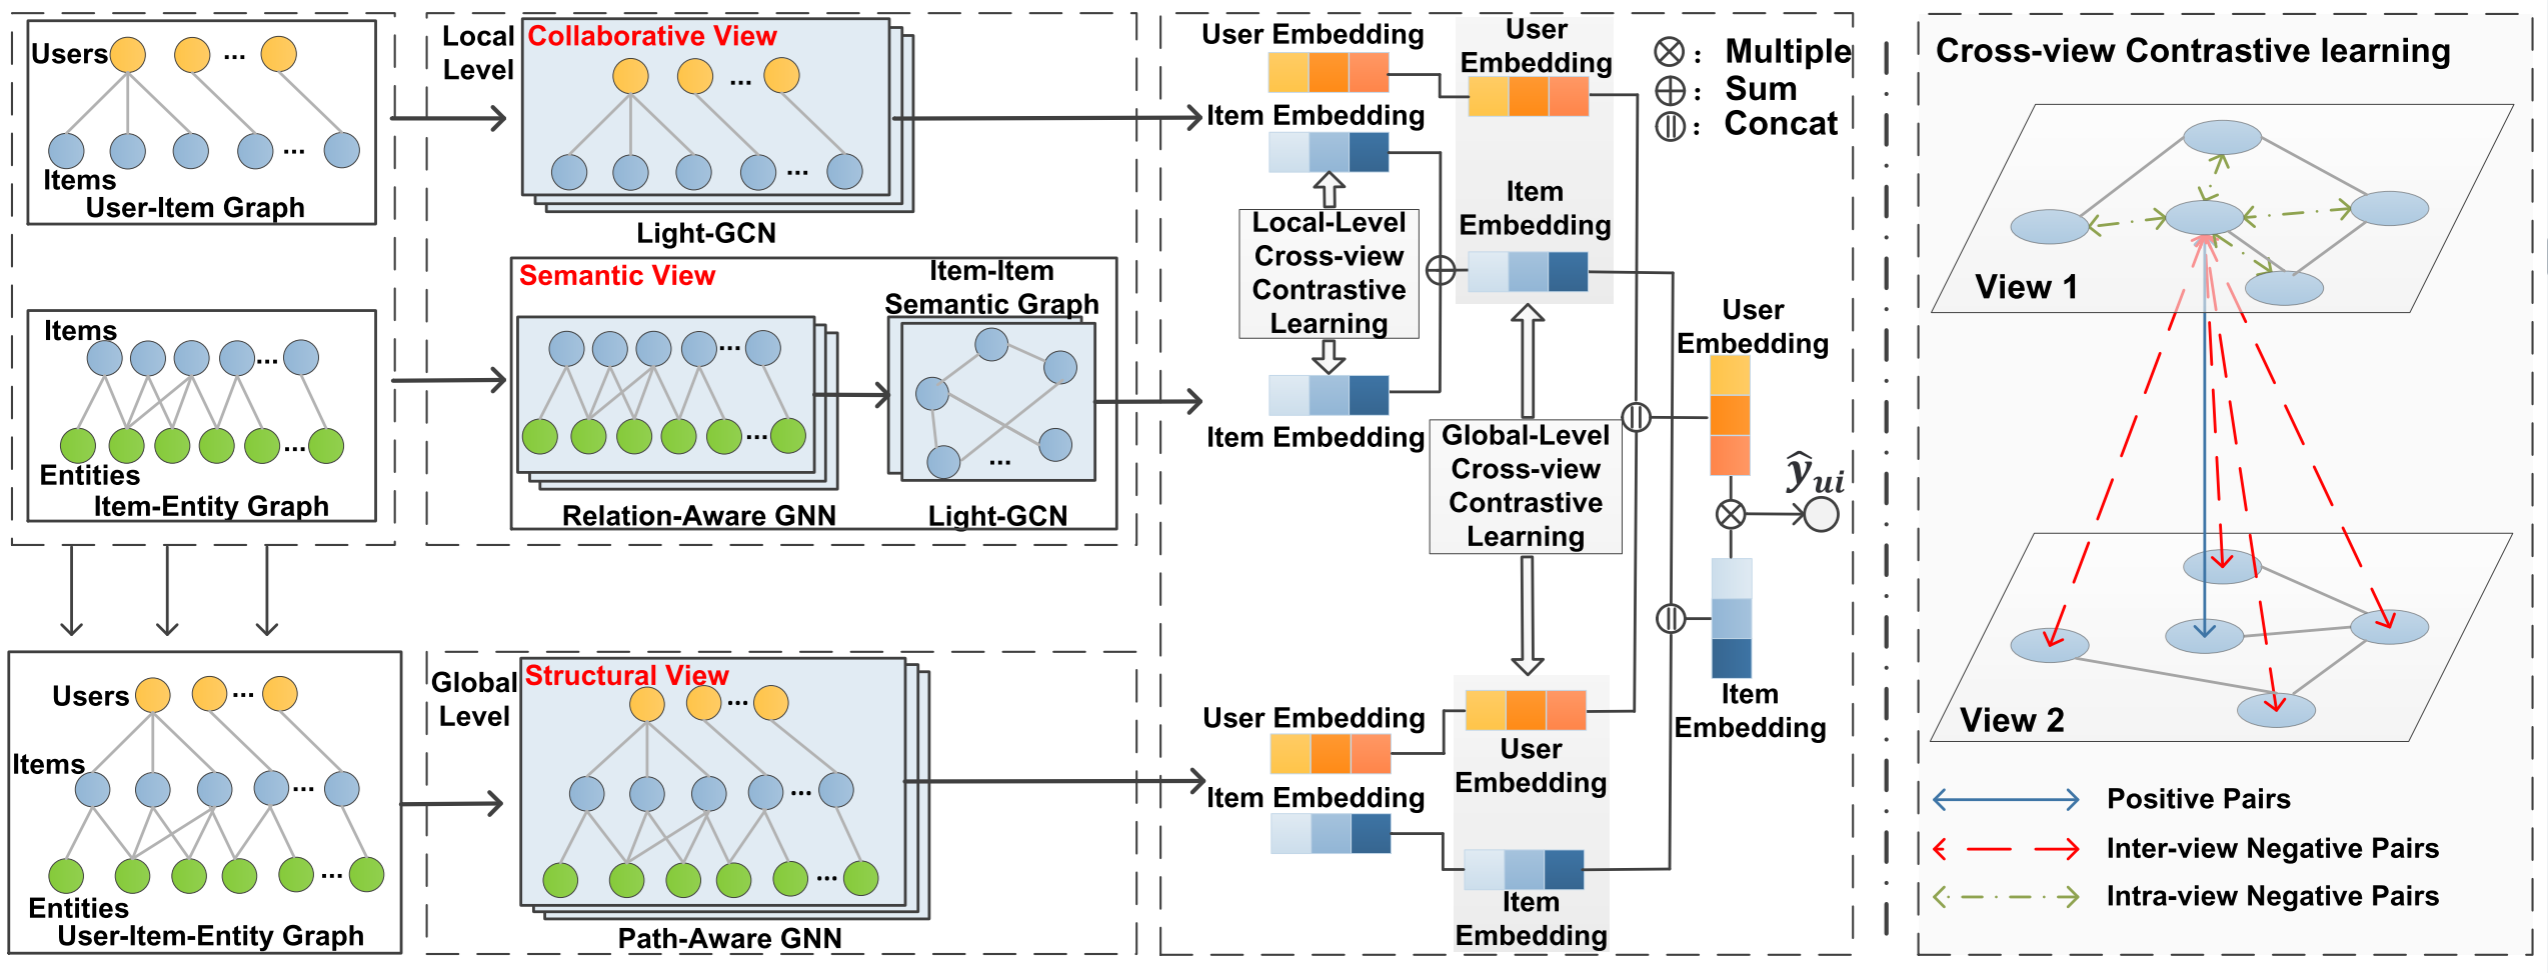 Users
...
...
Items
User-Item Graph
Items
...
...
Entities
Item-Entity Graph
Users
...
Items
...
...
Entities
User-Item-Entity Graph
Local
Level
Collaborative View
...
...
Light-GCN
Semantic View
...
...
Relation-Aware GNN
Item-Item
Semantic Graph
...
Light-GCN
Global
Level
Structural View
...
...
...
Path-Aware GNN
User Embedding
Item Embedding
Local-Level
Cross-view
Contrastive
Learning
Item Embedding
User
Embedding
Item
Embedding
Global-Level
Cross-view
Contrastive
Learning
User Embedding
Item Embedding
User
Embedding
Item
Embedding
⊗ : Multiple
⊕ : Sum
|| : Concat
User
Embedding
ŷui
Item
Embedding
Cross-view Contrastive learning
View 1
View 2
Positive Pairs
Inter-view Negative Pairs
Intra-view Negative Pairs